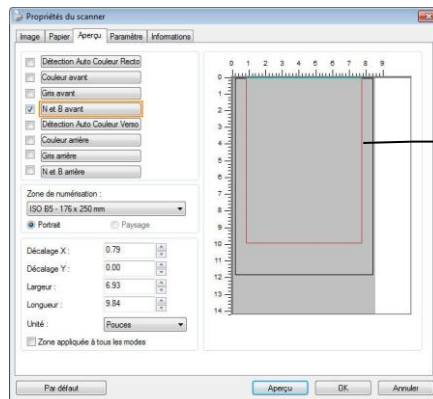 Propriétés du scanner
Image Papier Aperçu Paramètre Informations
Détection Auto Couleur Recto
Couleur avant
Gris avant
N et B avant
Détection Auto Couleur Verso
Couleur arrière
Gris arrière
N et B arrière
Zone de numérisation :
ISO B5 - 176 x 250 mm
Portrait Paysage
Décalage X : 0.79
Décalage Y : 0.00
Largeur : 6.93
Longueur : 9.84
Unité : Pouces
Zone appliquée à tous les modes
0 1 2 3 4 5 6 7 8 9
0
1
2
3
4
5
6
7
8
9
10
11
12
13
14
Par défaut Aperçu OK Annuler